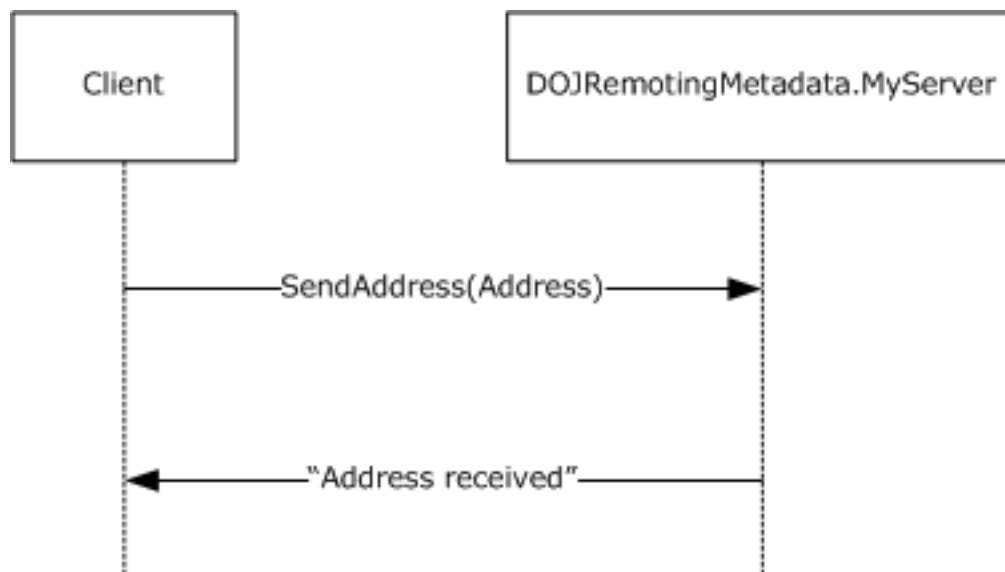 Client
DOJRemotingMetadata.MyServer
SendAddress(Address)
“Address received”